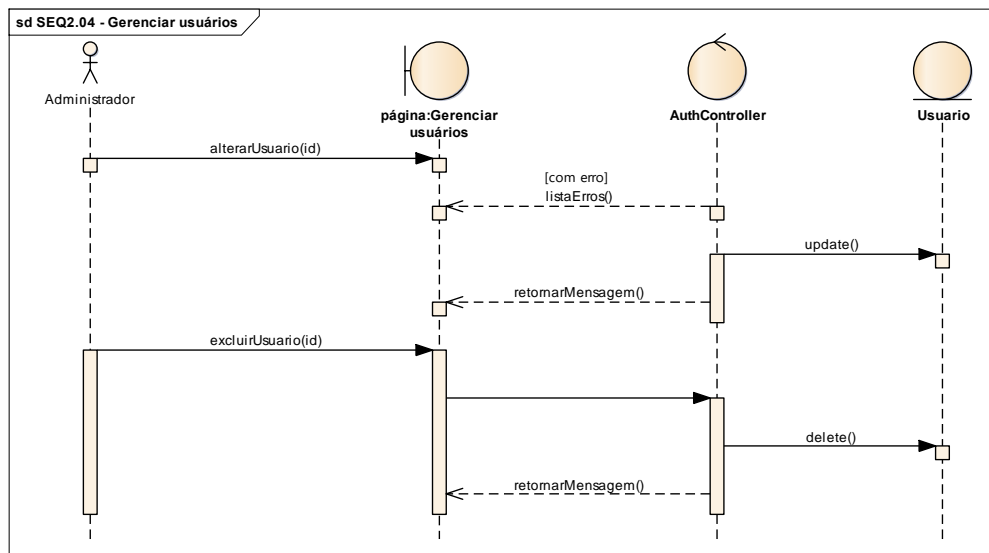 sd SEQ2.04 - Gerenciar usuários
Administrador
página:Gerenciar
usuários
AuthController
Usuario
alterarUsuario(id)
[com erro]
listaErros()
update()
retornarMensagem()
excluirUsuario(id)
delete()
retornarMensagem()